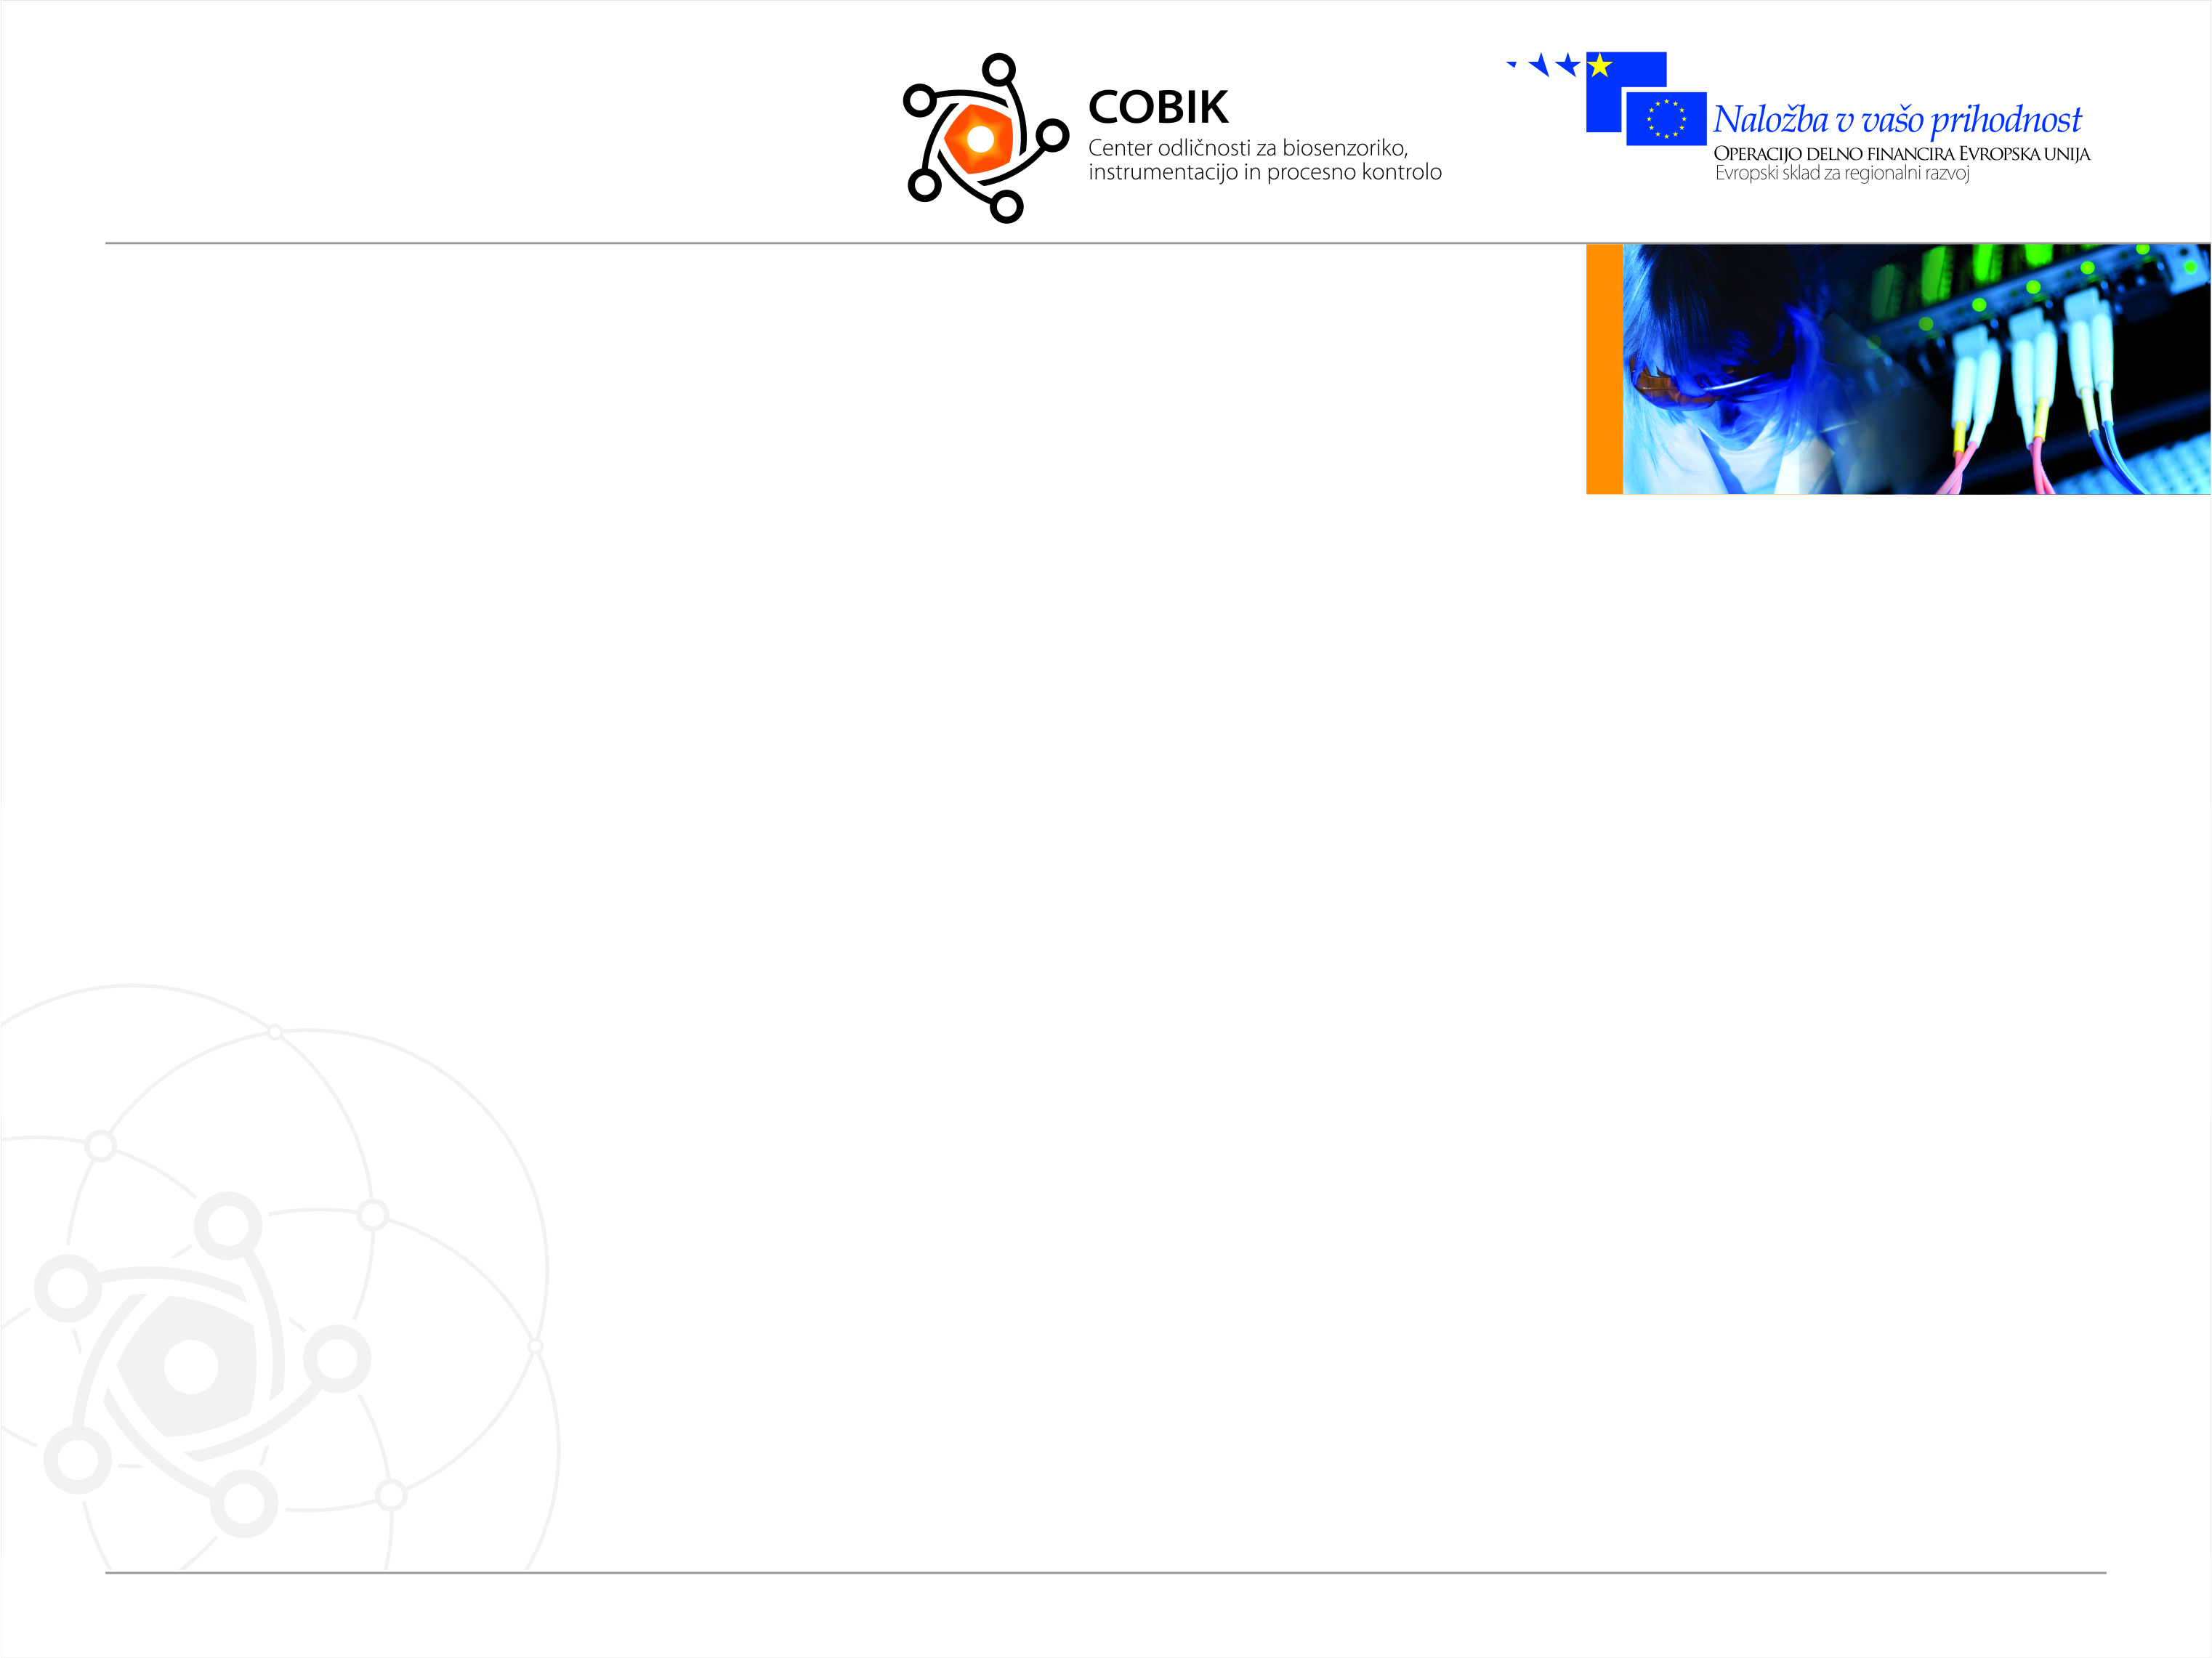 COBIK
Center odličnosti za biosenzoriko,
instrumentacijo in procesno kontrolo
Naložba v vašo prihodnost
OPERACIJO DELNO FINANCIRA EVROPSKA UNIJA
Evropski sklad za regionalni razvoj